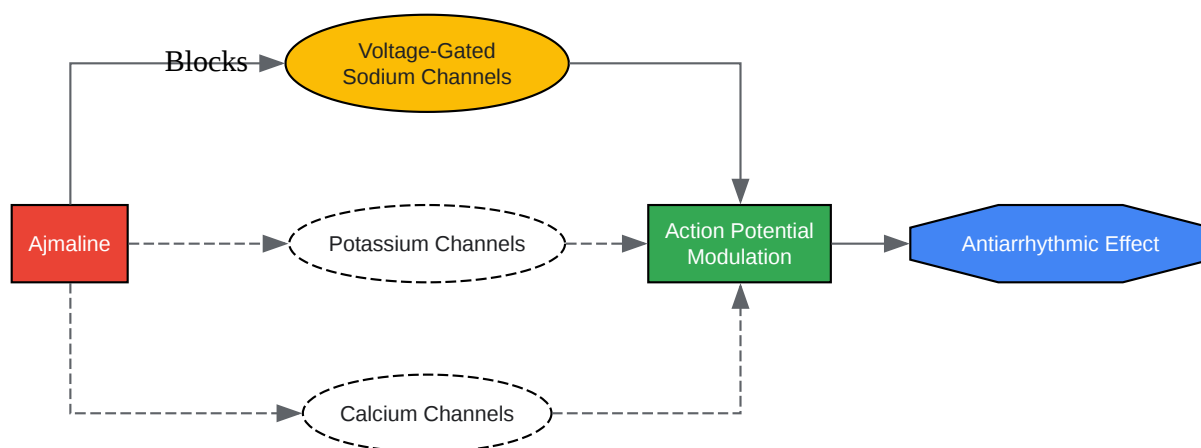 Blocks
Voltage-Gated
Sodium Channels
Ajmaline
Potassium Channels
Action Potential
Modulation
Antiarrhythmic Effect
Calcium Channels